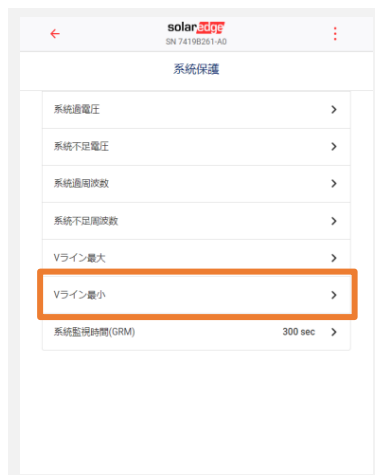 solaredge
SN 7419B261-A0
系統保護
系統過電圧
系統不足電圧
系統過周波数
系統不足周波数
Vライン最大
Vライン最小
系統監視時間(GRM) 300 sec